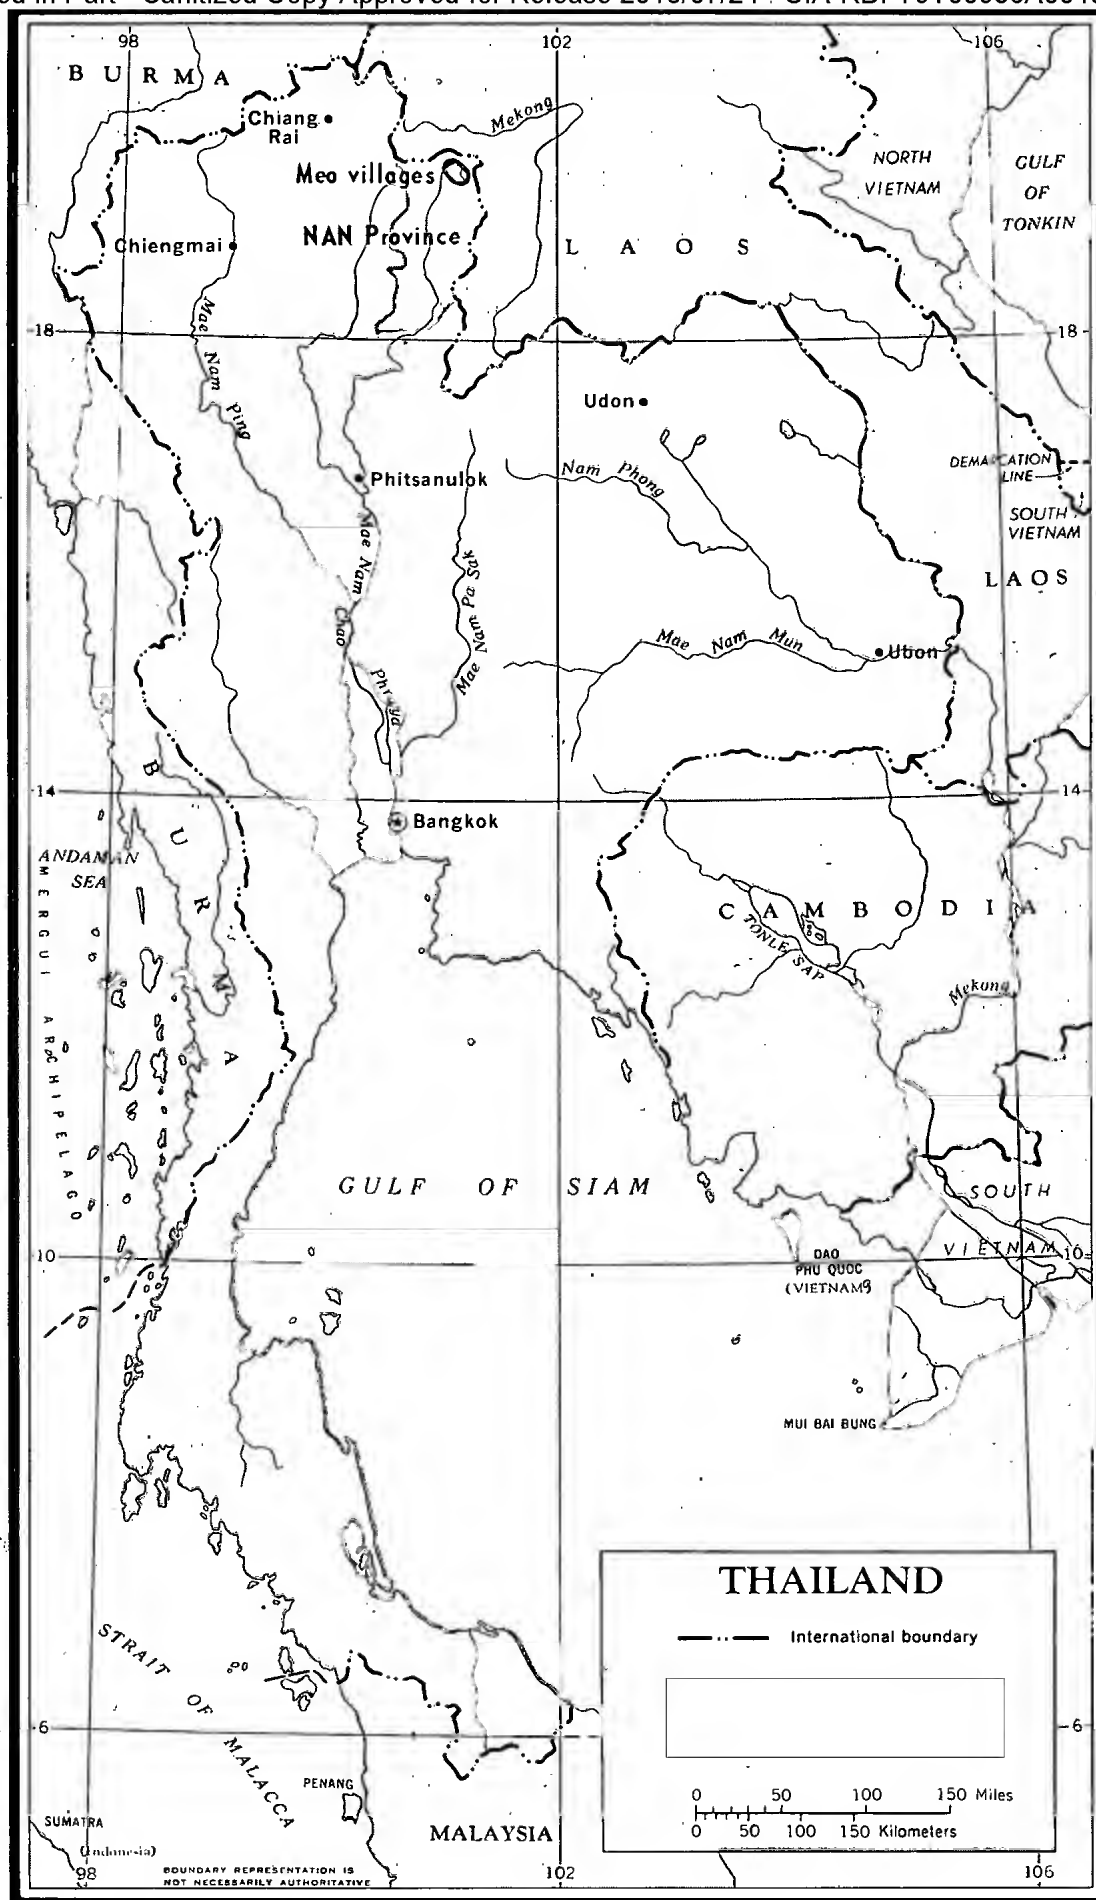 98
102
106
BURMA
Chiang Rai
Mekong
Meo villages
NORTH VIETNAM
GULF OF TONKIN
NAN Province
Chiengmai
LAOS
18
18
Mae Nam Ping
Udon
Phitsanulok
Nam Phong
DEMARCATION LINE
SOUTH VIETNAM
LAOS
Mae Nam Chao Phraya
Mae Nam Pa Sak
Mae Nam Mun
Ubon
BURMA
14
14
Bangkok
ANDAMAN SEA
MERGUI ARCHIPELAGO
CAMBODIA
TONLE SAP
Mekong
GULF OF SIAM
SOUTH VIETNAM
10
10
DAO PHU QUOC
(VIETNAM)
MUI BAI BUNG
THAILAND
International boundary
STRAIT OF MALACCA
6
6
0 50 100 150 Miles
0 50 100 150 Kilometers
PENANG
SUMATRA
(Indonesia)
MALAYSIA
98
BOUNDARY REPRESENTATION IS
NOT NECESSARILY AUTHORITATIVE
102
106